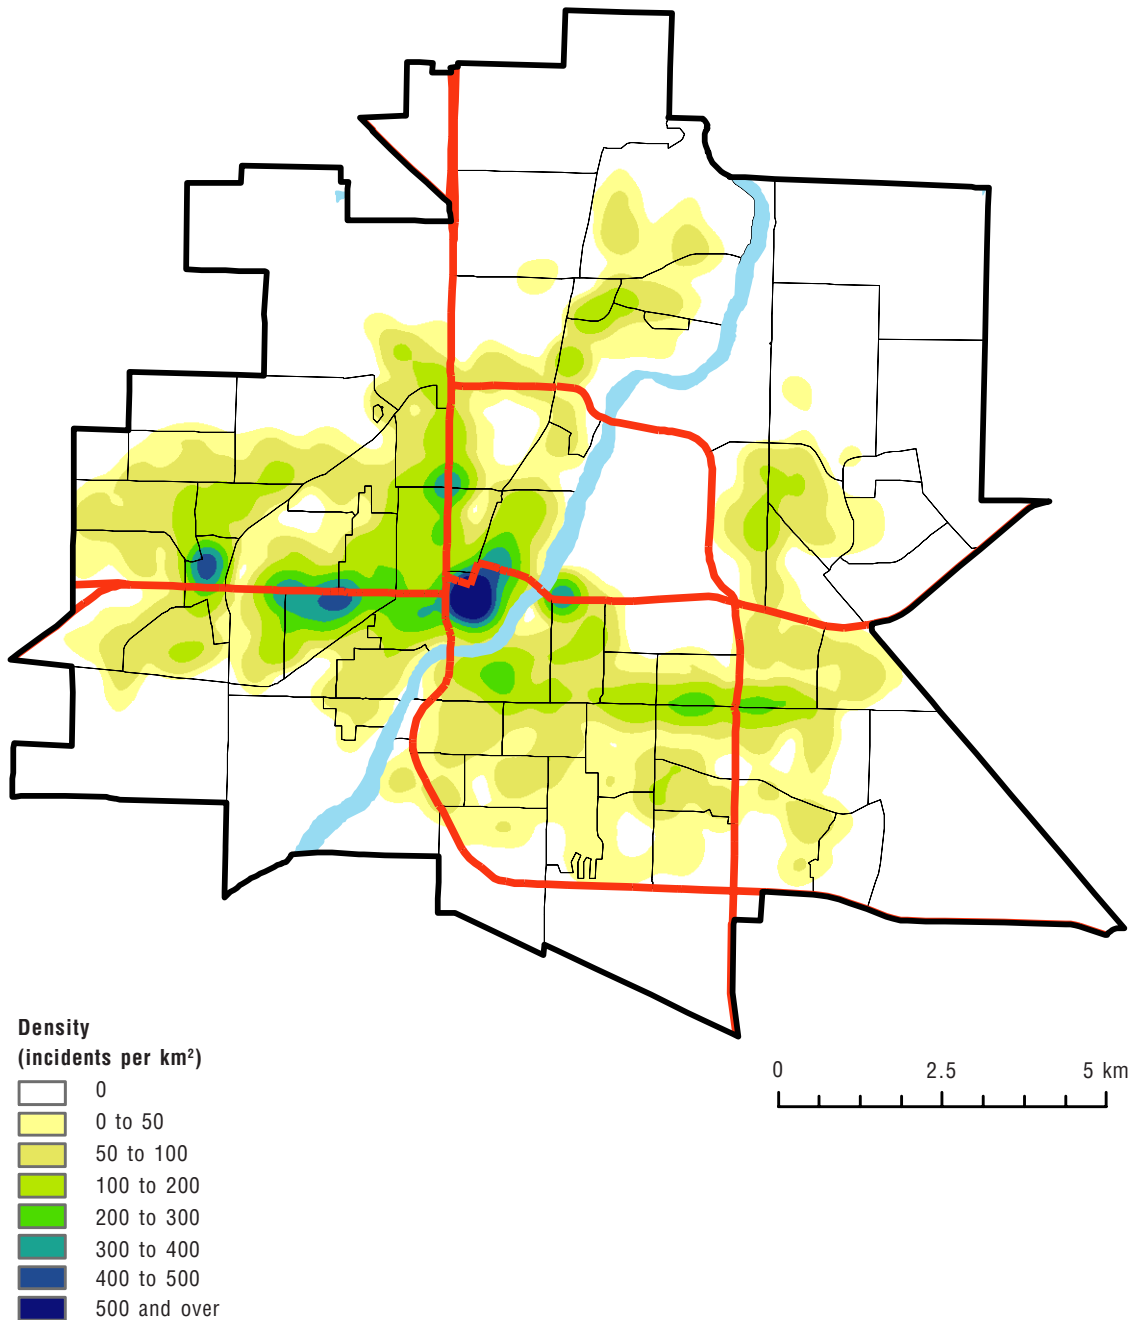 Density
(incidents per km²)
0
0 to 50
50 to 100
100 to 200
200 to 300
300 to 400
400 to 500
500 and over
0 2.5 5 km